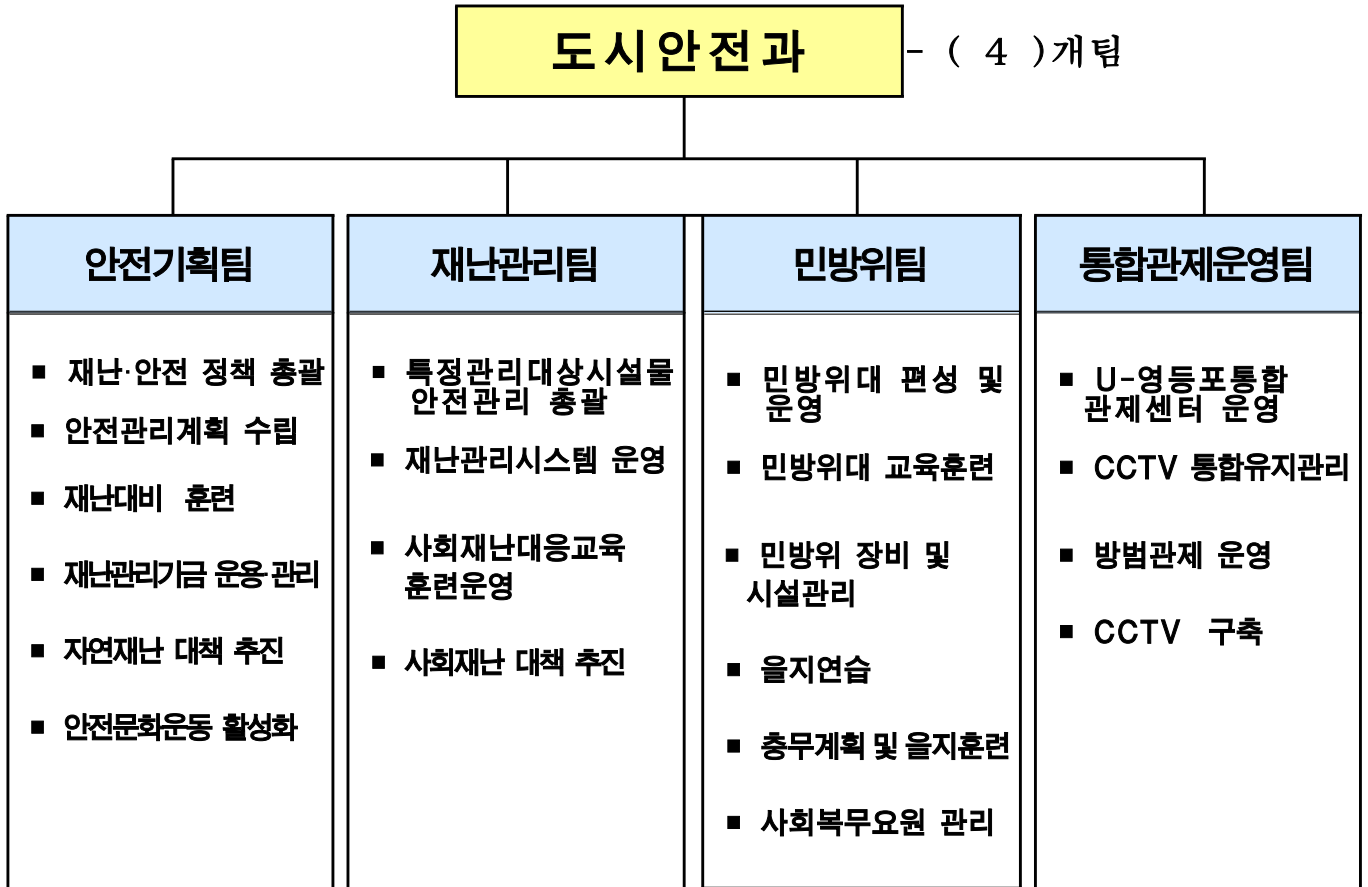 도시안전과 - ( 4 )개팀
안전기획팀
■ 재난·안전 정책 총괄
■ 안전관리계획 수립
■ 재난대비 훈련
■ 재난관리기금 운용·관리
■ 자연재난 대책 추진
■ 안전문화운동 활성화
재난관리팀
■ 특정관리대상시설물
안전관리 총괄
■ 재난관리시스템 운영
■ 사회재난대응교육
훈련운영
■ 사회재난 대책 추진
민방위팀
■ 민방위대 편성 및
운영
■ 민방위대 교육훈련
■ 민방위 장비 및
시설관리
■ 을지연습
■ 충무계획 및 을지훈련
■ 사회복무요원 관리
통합관제운영팀
■ U-영등포통합
관제센터 운영
■ CCTV 통합유지관리
■ 방범관제 운영
■ CCTV 구축